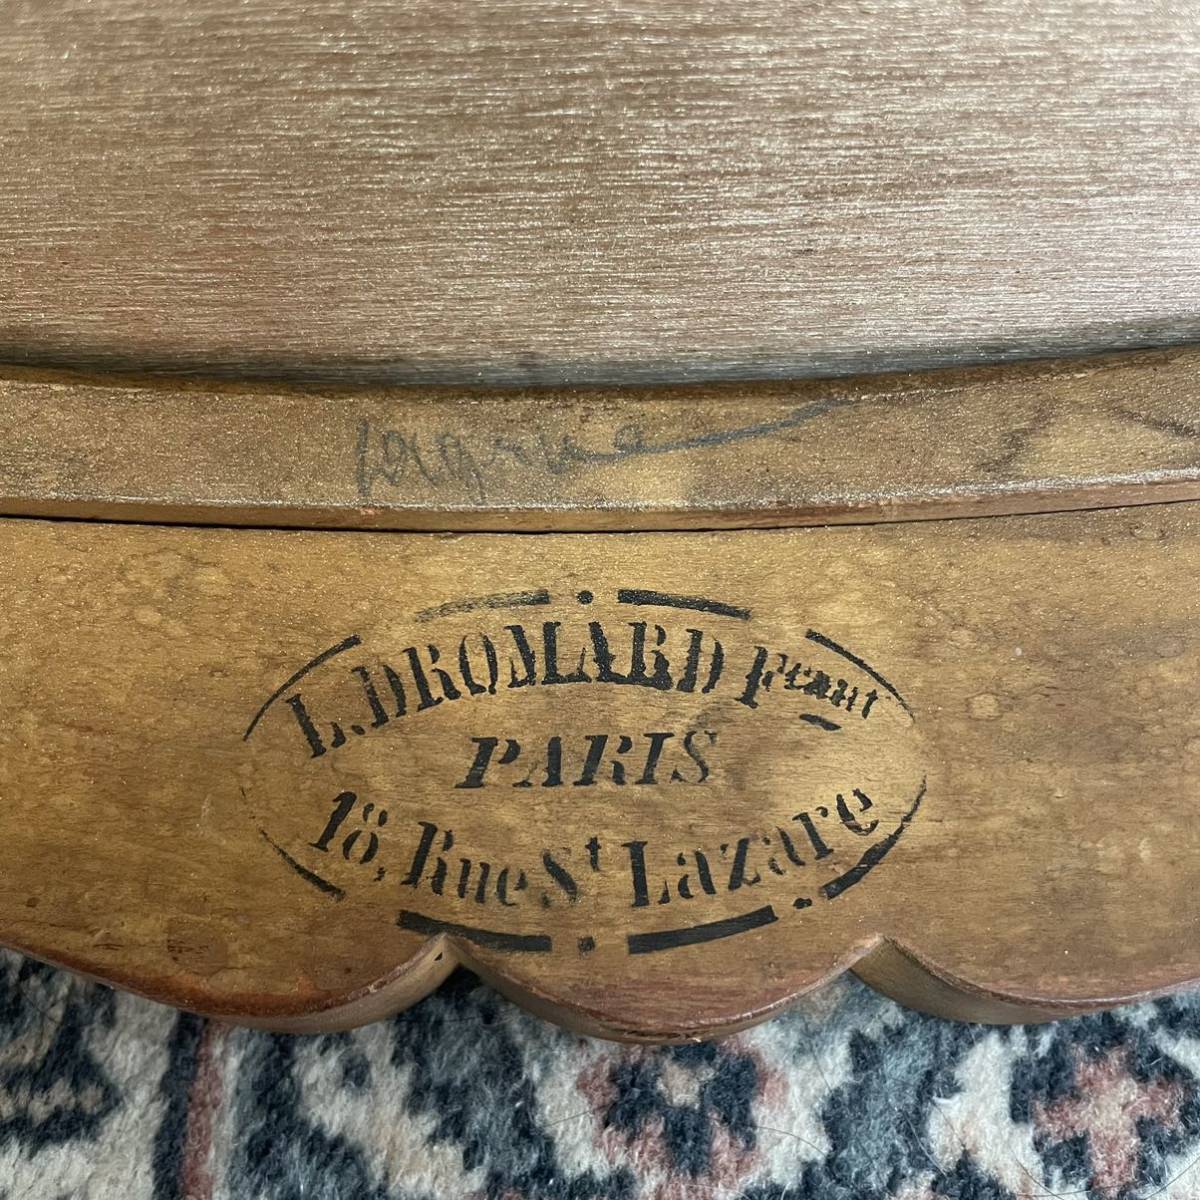 L. DROMARD Fcant
PARIS
18, Rue St Lazare